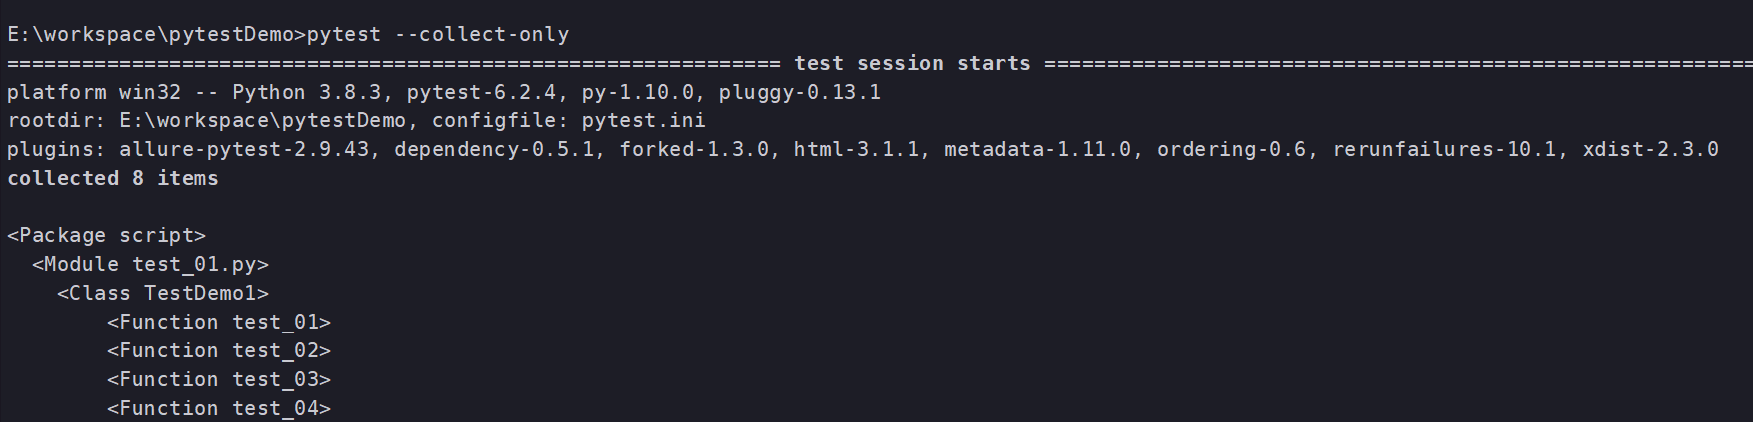 E:\workspace\pytestDemo>pytest --collect-only
============================================================== test session starts =========================================================
platform win32 -- Python 3.8.3, pytest-6.2.4, py-1.10.0, pluggy-0.13.1
rootdir: E:\workspace\pytestDemo, configfile: pytest.ini
plugins: allure-pytest-2.9.43, dependency-0.5.1, forked-1.3.0, html-3.1.1, metadata-1.11.0, ordering-0.6, rerunfailures-10.1, xdist-2.3.0
collected 8 items
<Package script>
  <Module test_01.py>
    <Class TestDemo1>
        <Function test_01>
        <Function test_02>
        <Function test_03>
        <Function test_04>